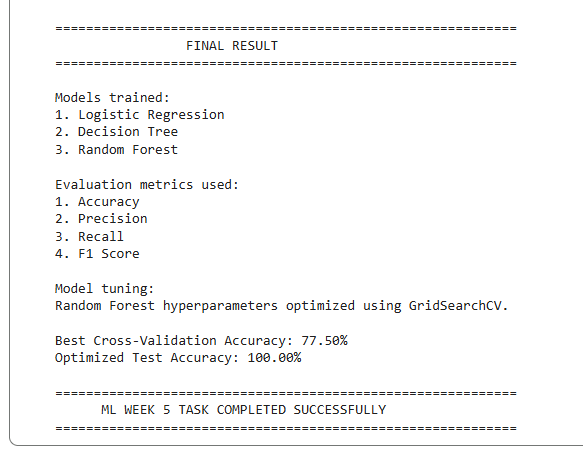 ============================================================
FINAL RESULT
============================================================
Models trained:
1. Logistic Regression
2. Decision Tree
3. Random Forest
Evaluation metrics used:
1. Accuracy
2. Precision
3. Recall
4. F1 Score
Model tuning:
Random Forest hyperparameters optimized using GridSearchCV.
Best Cross-Validation Accuracy: 77.50%
Optimized Test Accuracy: 100.00%
============================================================
ML WEEK 5 TASK COMPLETED SUCCESSFULLY
============================================================